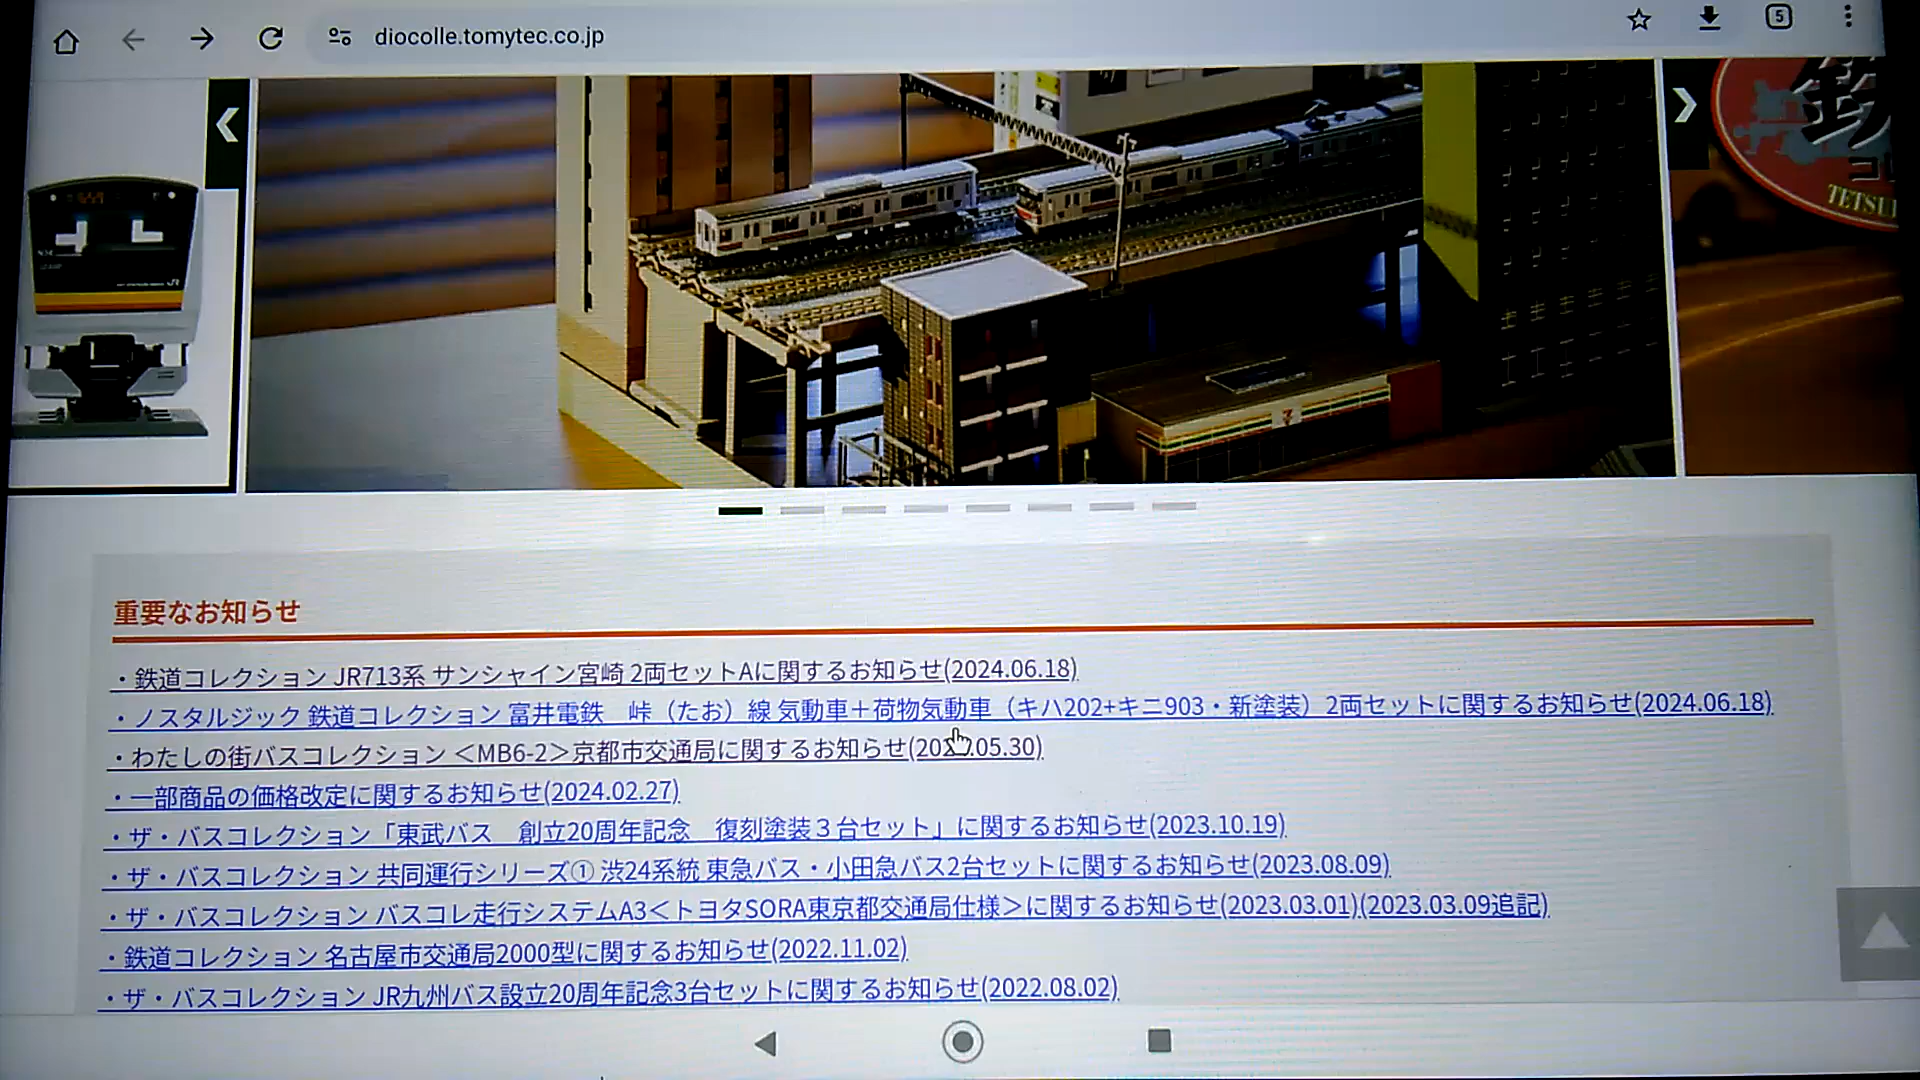 diocolle.tomytec.co.jp
5
鉄
コ
JR
重要なお知らせ
・鉄道コレクション JR713系 サンシャイン宮崎 2両セットAに関するお知らせ(2024.06.18)
・ノスタルジック 鉄道コレクション 富井電鉄　峠（たお）線 気動車＋荷物気動車（キハ202+キニ903・新塗装）2両セットに関するお知らせ(2024.06.18)
・わたしの街バスコレクション ＜MB6-2＞京都市交通局に関するお知らせ(202 .05.30)
・一部商品の価格改定に関するお知らせ(2024.02.27)
・ザ・バスコレクション「東武バス　創立20周年記念　復刻塗装３台セット」に関するお知らせ(2023.10.19)
・ザ・バスコレクション 共同運行シリーズ① 渋24系統 東急バス・小田急バス2台セットに関するお知らせ(2023.08.09)
・ザ・バスコレクション バスコレ走行システムA3＜トヨタSORA東京都交通局仕様＞に関するお知らせ(2023.03.01)(2023.03.09追記)
・鉄道コレクション 名古屋市交通局2000型に関するお知らせ(2022.11.02)
・ザ・バスコレクション JR九州バス設立20周年記念3台セットに関するお知らせ(2022.08.02)